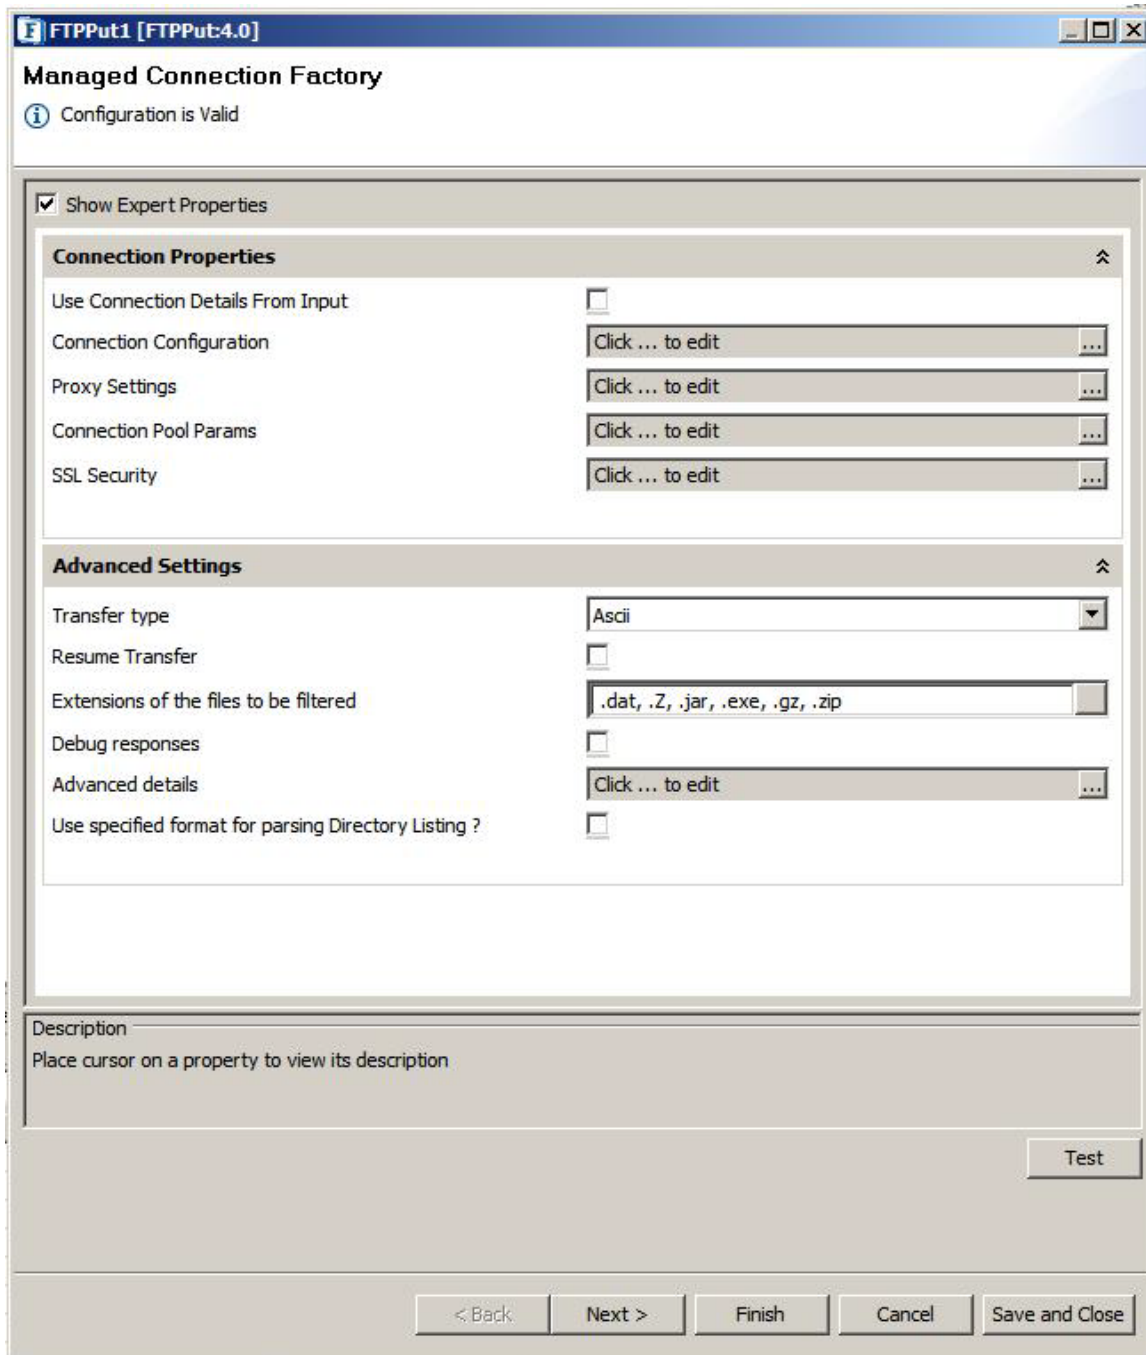 FTPPut1 [FTPPut:4.0]
Managed Connection Factory
Configuration is Valid
Show Expert Properties
Connection Properties
Use Connection Details From Input
Connection Configuration Click ... to edit ...
Proxy Settings Click ... to edit ...
Connection Pool Params Click ... to edit ...
SSL Security Click ... to edit ...
Advanced Settings
Transfer type Ascii
Resume Transfer
Extensions of the files to be filtered .dat, .Z, .jar, .exe, .gz, .zip
Debug responses
Advanced details Click ... to edit ...
Use specified format for parsing Directory Listing ?
Description
Place cursor on a property to view its description
Test
< Back Next > Finish Cancel Save and Close